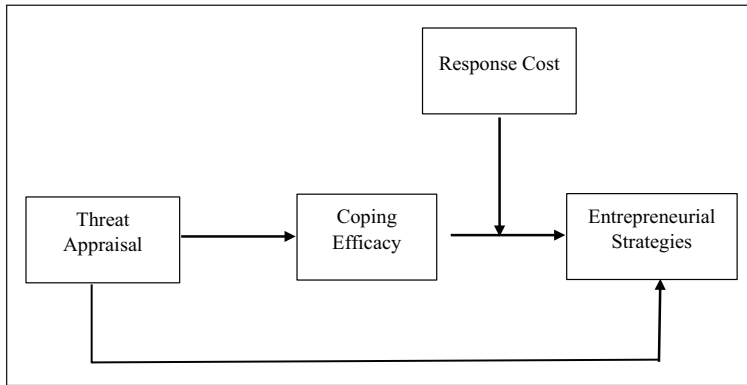 Response Cost
Threat
Appraisal
Coping
Efficacy
Entrepreneurial
Strategies